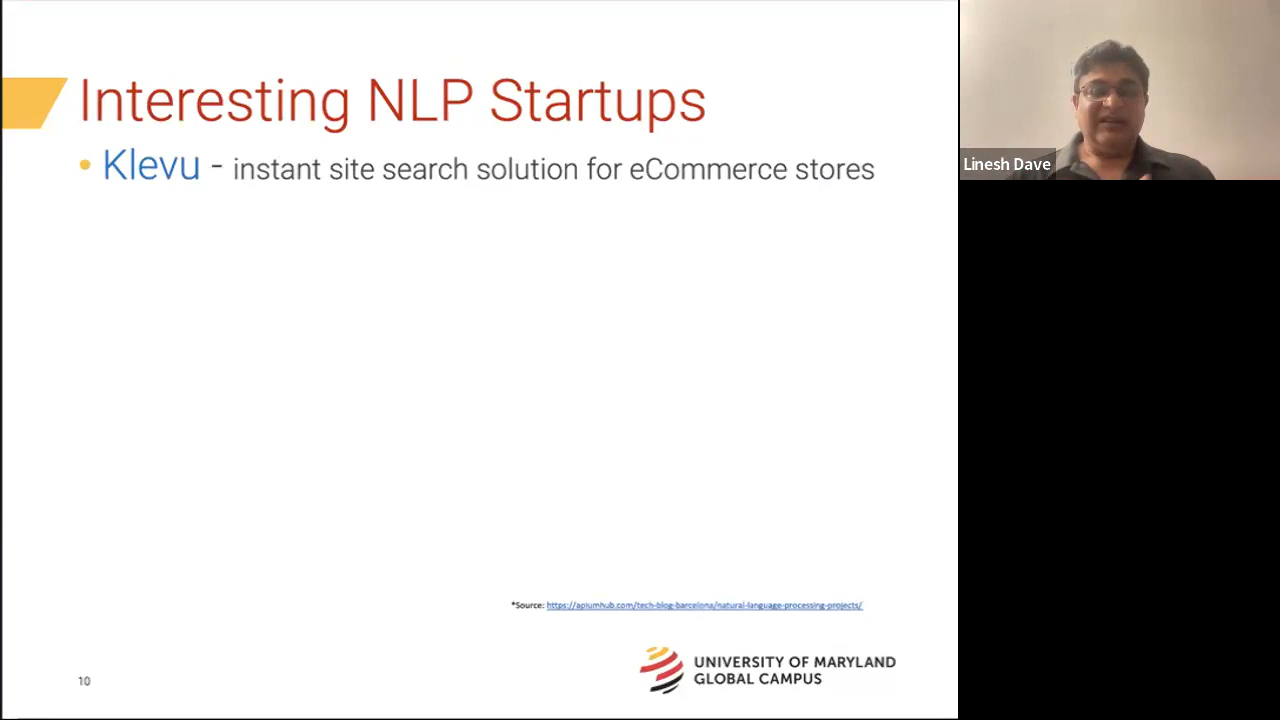 Interesting NLP Startups
• Klevu - instant site search solution for eCommerce stores
Linesh Dave
*Source: https://apiumhub.com/tech-blog-barcelona/natural-language-processing-projects/
UNIVERSITY OF MARYLAND
GLOBAL CAMPUS
10